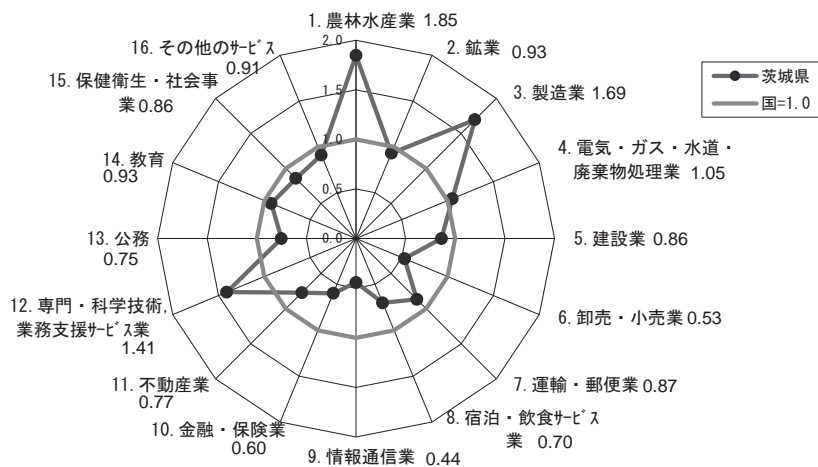 1. 農林水産業 1.85
2. 鉱業 0.93
3. 製造業 1.69
4. 電気・ガス・水道・
廃棄物処理業 1.05
5. 建設業 0.86
6. 卸売・小売業 0.53
7. 運輸・郵便業 0.87
8. 宿泊・飲食ｻｰﾋﾞｽ
業 0.70
9. 情報通信業 0.44
10. 金融・保険業
0.60
11. 不動産業
0.77
12. 専門・科学技術,
業務支援ｻｰﾋﾞｽ業
1.41
13. 公務
0.75
14. 教育
0.93
15. 保健衛生・社会事
業 0.86
16. その他のｻｰﾋﾞｽ
0.91
2.0
1.5
1.0
0.5
0.0
茨城県
国=1.0